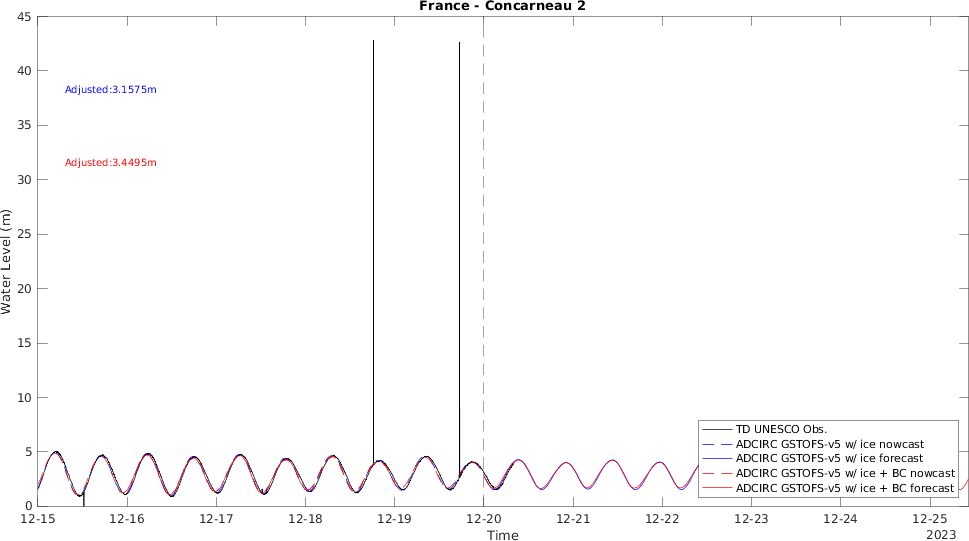 France - Concarneau 2
45
40
35
30
25
20
15
10
5
0
Water Level (m)
Adjusted:3.1575m
Adjusted:3.4495m
TD UNESCO Obs.
ADCIRC GSTOFS-v5 w/ ice nowcast
ADCIRC GSTOFS-v5 w/ ice forecast
ADCIRC GSTOFS-v5 w/ ice + BC nowcast
ADCIRC GSTOFS-v5 w/ ice + BC forecast
12-15 12-16 12-17 12-18 12-19 12-20 12-21 12-22 12-23 12-24 12-25
Time
2023